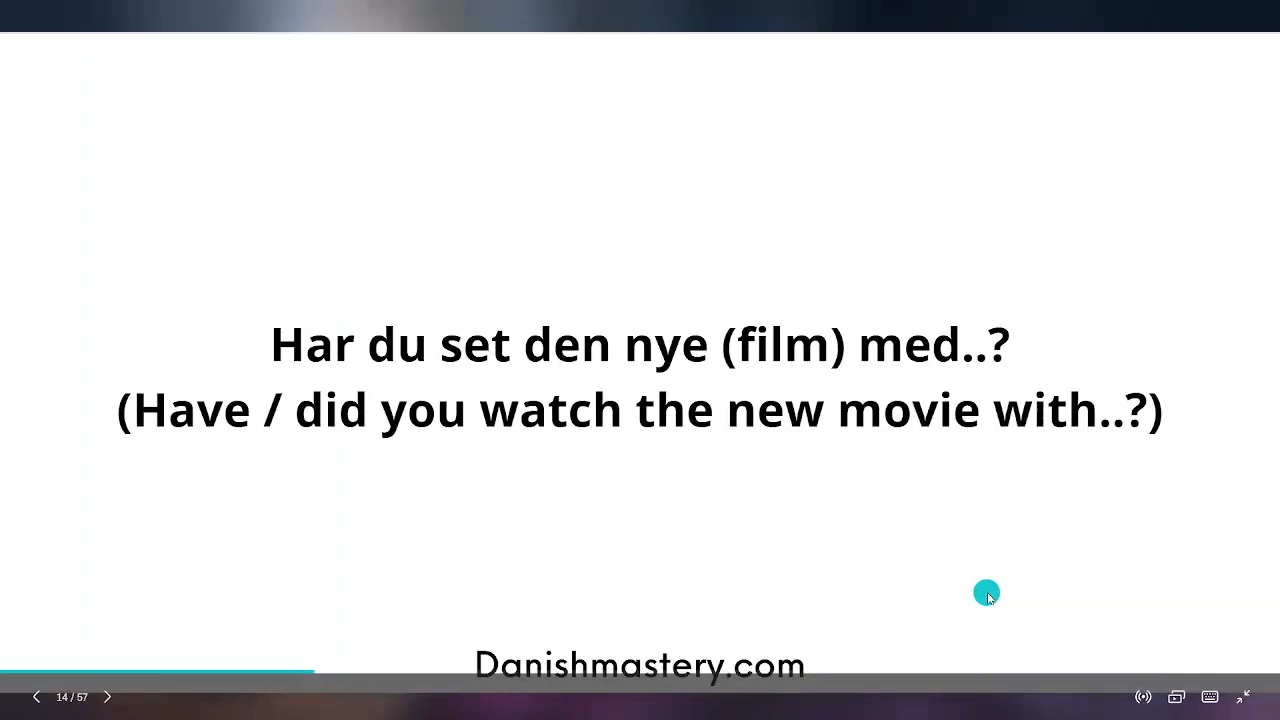 Har du set den nye (film) med..?
(Have / did you watch the new movie with..?)
Danishmastery.com
14 / 57